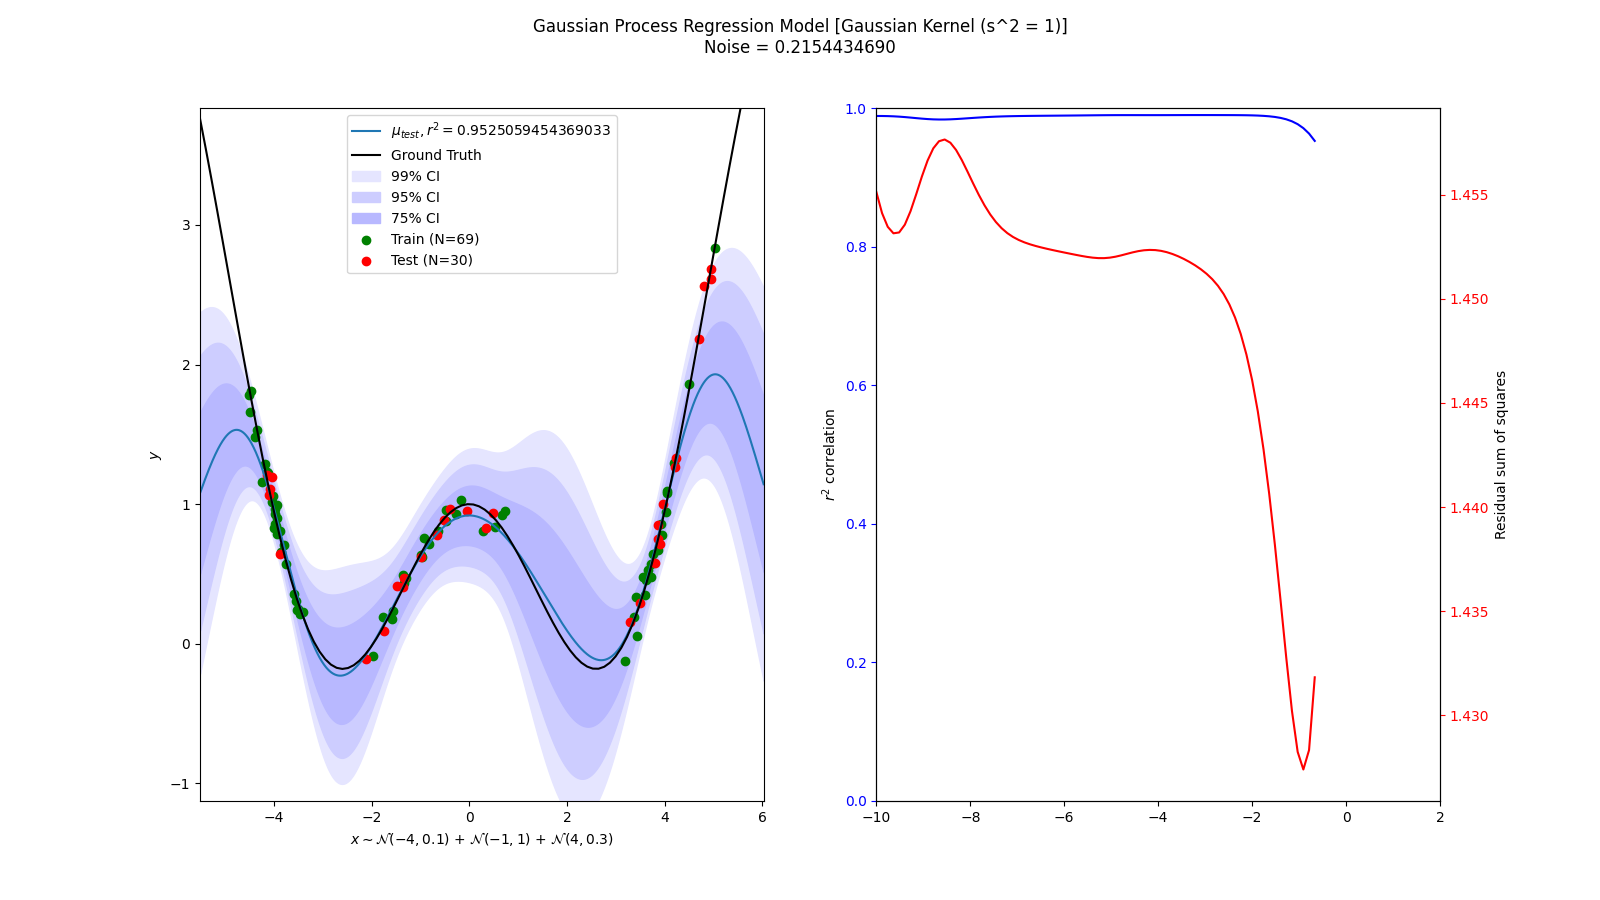 Gaussian Process Regression Model [Gaussian Kernel (s^2 = 1)]
Noise = 0.2154434690
μ_test, r² = 0.9525059454369033
Ground Truth
99% CI
95% CI
75% CI
Train (N=69)
Test (N=30)
y
3
2
1
0
−1
−4 −2 0 2 4 6
x ~ 𝒩(−4, 0.1) + 𝒩(−1, 1) + 𝒩(4, 0.3)
r² correlation
1.0
0.8
0.6
0.4
0.2
0.0
−10 −8 −6 −4 −2 0 2
1.455
1.450
1.445
1.440
1.435
1.430
Residual sum of squares